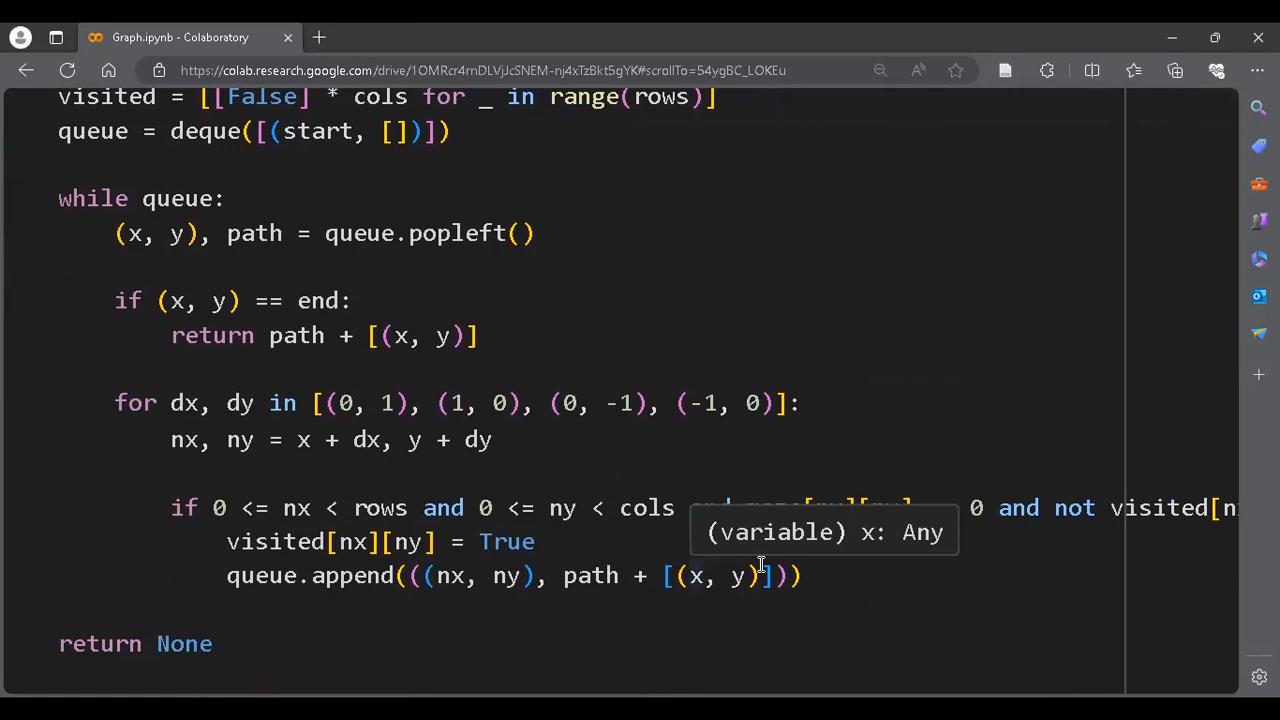 Graph.ipynb - Colaboratory
https://colab.research.google.com/drive/1OMRcr4rnDLVjJcSNEM-nj4xTzBkt5gYK#scrollTo=54ygBC_LOKEu
visited = [[False] * cols for _ in range(rows)]
queue = deque([(start, [])])
while queue:
(x, y), path = queue.popleft()
if (x, y) == end:
return path + [(x, y)]
for dx, dy in [(0, 1), (1, 0), (0, -1), (-1, 0)]:
nx, ny = x + dx, y + dy
if 0 <= nx < rows and 0 <= ny < cols and 0 and not visited[n
(variable) x: Any
visited[nx][ny] = True
queue.append(((nx, ny), path + [(x, y)]))
return None